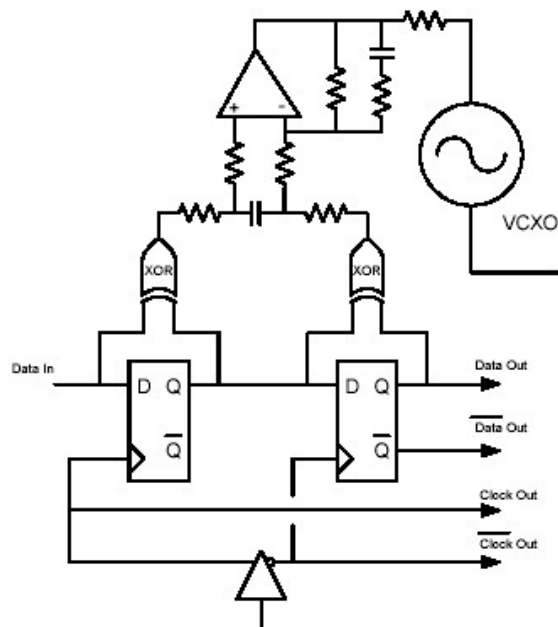 + -
VCXO
XOR XOR
Data In
D Q D Q
Data Out
Q Q
Data Out
Clock Out
Clock Out